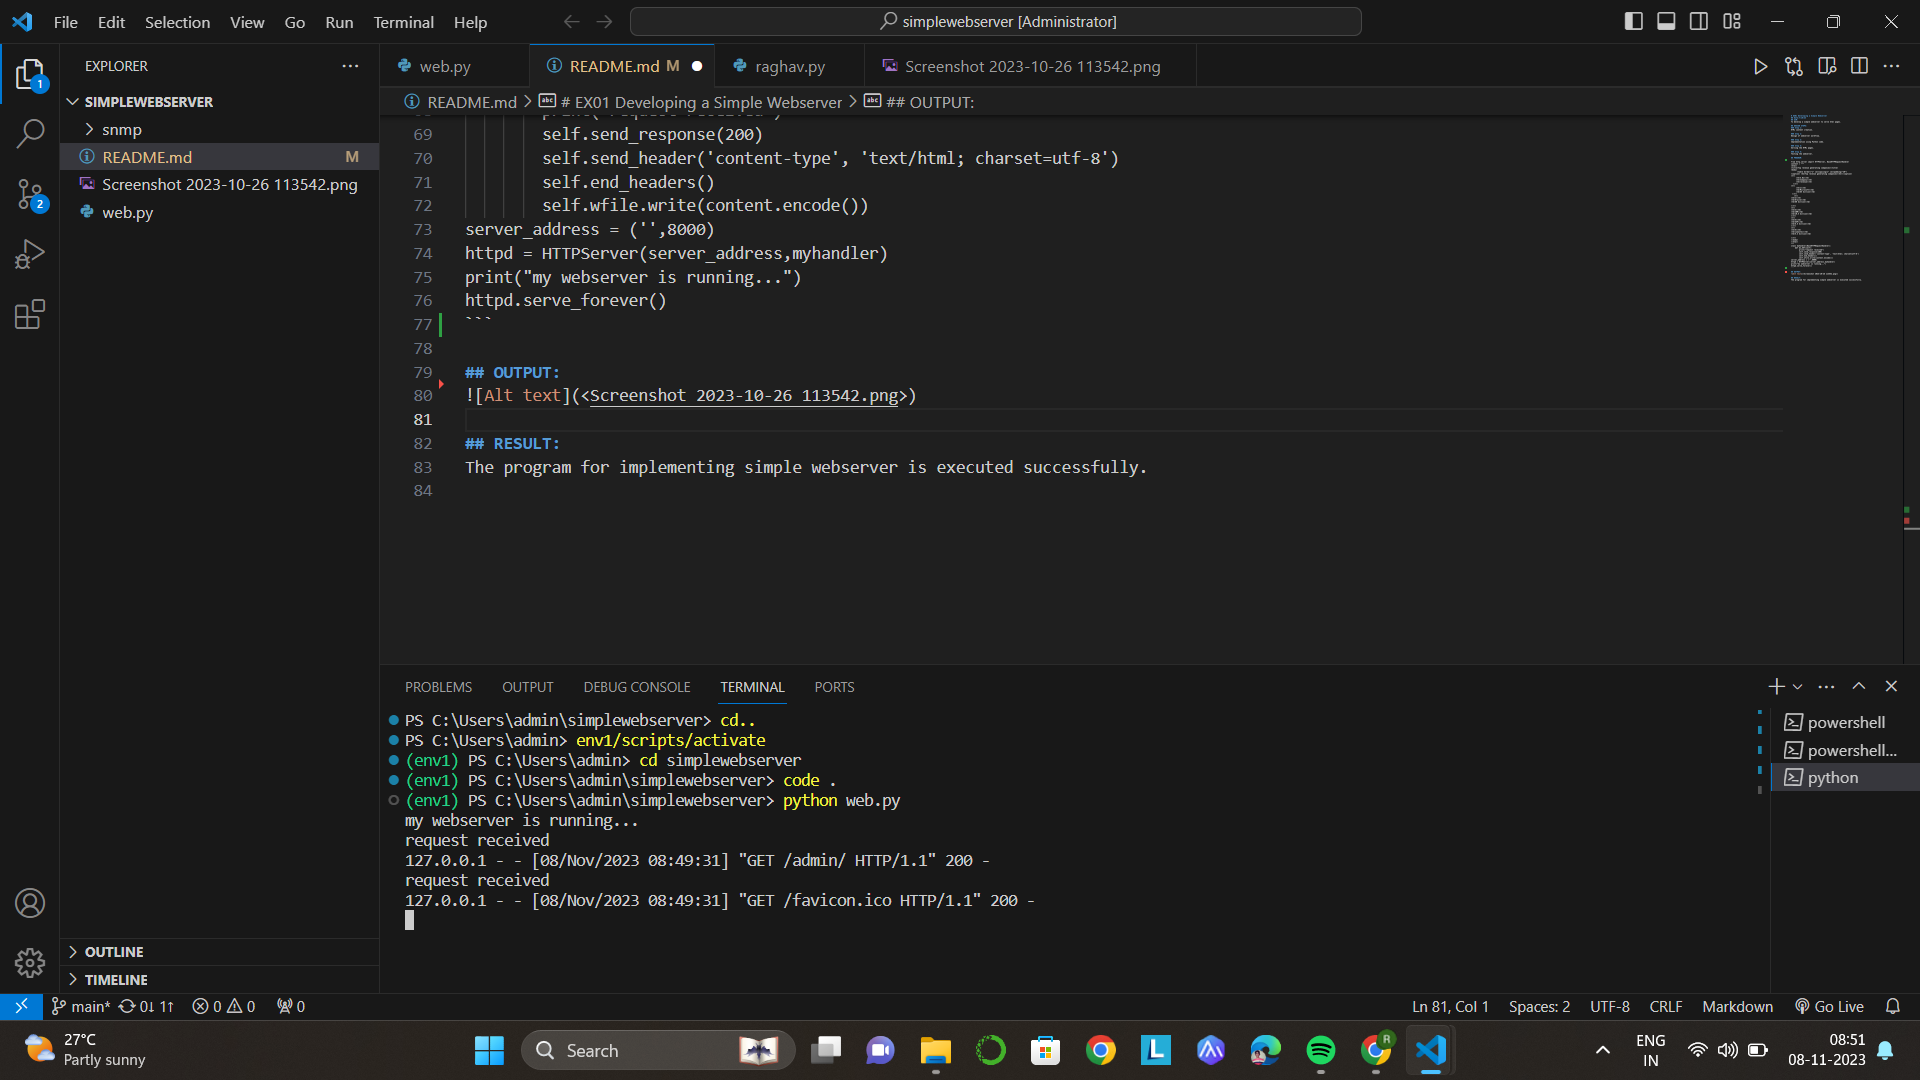 File Edit Selection View Go Run Terminal Help
simplewebserver [Administrator]
EXPLORER
web.py
README.md M
raghav.py
Screenshot 2023-10-26 113542.png
1
SIMPLEWEBSERVER
README.md
# EX01 Developing a Simple Webserver
## OUTPUT:
snmp
README.md M
Screenshot 2023-10-26 113542.png
2
web.py
69 self.send_response(200)
70 self.send_header('content-type', 'text/html; charset=utf-8')
71 self.end_headers()
72 self.wfile.write(content.encode())
73 server_address = ('',8000)
74 httpd = HTTPServer(server_address,myhandler)
75 print("my webserver is running...")
76 httpd.serve_forever()
77 ```
78
79 ## OUTPUT:
80 ![Alt text](<Screenshot 2023-10-26 113542.png>)
81
82 ## RESULT:
83 The program for implementing simple webserver is executed successfully.
84
PROBLEMS OUTPUT DEBUG CONSOLE TERMINAL PORTS
PS C:\Users\admin\simplewebserver> cd..
PS C:\Users\admin> env1/scripts/activate
(env1) PS C:\Users\admin> cd simplewebserver
(env1) PS C:\Users\admin\simplewebserver> code .
(env1) PS C:\Users\admin\simplewebserver> python web.py
my webserver is running...
request received
127.0.0.1 - - [08/Nov/2023 08:49:31] "GET /admin/ HTTP/1.1" 200 -
request received
127.0.0.1 - - [08/Nov/2023 08:49:31] "GET /favicon.ico HTTP/1.1" 200 -
powershell
powershell...
python
OUTLINE
TIMELINE
main* 0↓ 1↑ 0 0 0
Ln 81, Col 1 Spaces: 2 UTF-8 CRLF Markdown Go Live
27°C
Partly sunny
Search
L
R
ENG
IN
08:51
08-11-2023